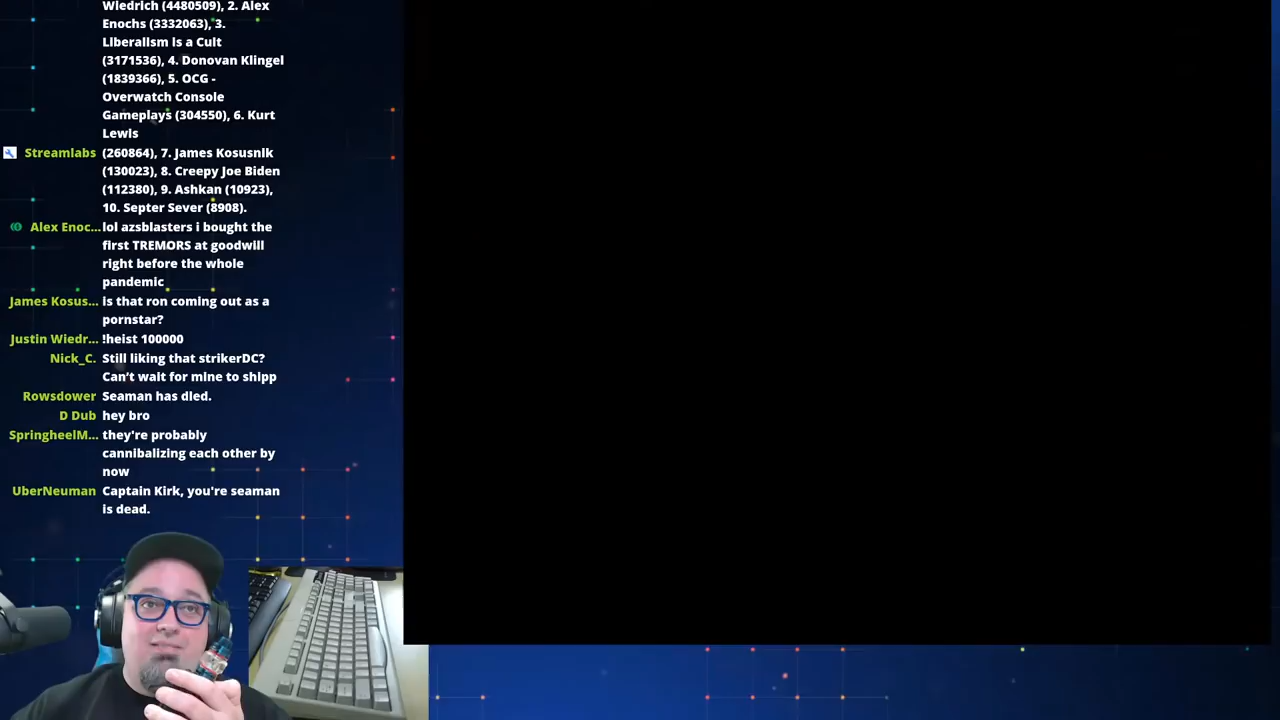 Wiedrich (4480509), 2. Alex
Enochs (3332063), 3.
Liberalism is a Cult
(3171536), 4. Donovan Klingel
(1839366), 5. OCG -
Overwatch Console
Gameplays (304550), 6. Kurt
Lewis
Streamlabs (260864), 7. James Kosusnik
(130023), 8. Creepy Joe Biden
(112380), 9. Ashkan (10923),
10. Septer Sever (8908).
Alex Enoc... lol azsblasters i bought the
first TREMORS at goodwill
right before the whole
pandemic
James Kosus... is that ron coming out as a
pornstar?
Justin Wiedr... !heist 100000
Nick_C. Still liking that strikerDC?
Can't wait for mine to shipp
Rowsdower Seaman has died.
D Dub hey bro
SpringheelM... they're probably
cannibalizing each other by
now
UberNeuman Captain Kirk, you're seaman
is dead.